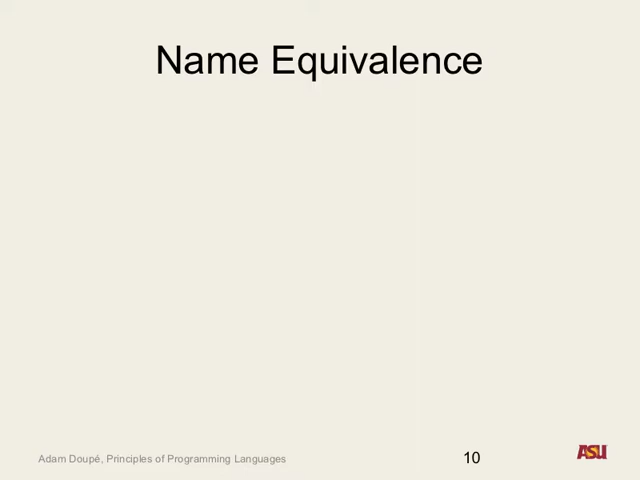 Name Equivalence
Adam Doupé, Principles of Programming Languages
10
ASU